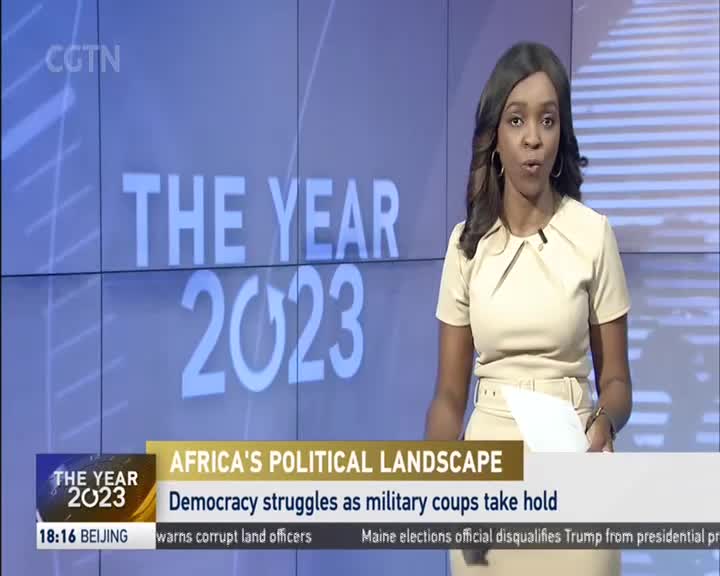 CGTN
THE YEAR
2023
AFRICA'S POLITICAL LANDSCAPE
THE YEAR
2023
Democracy struggles as military coups take hold
18:16 BEIJING
warns corrupt land officers
Maine elections official disqualifies Trump from presidential pr